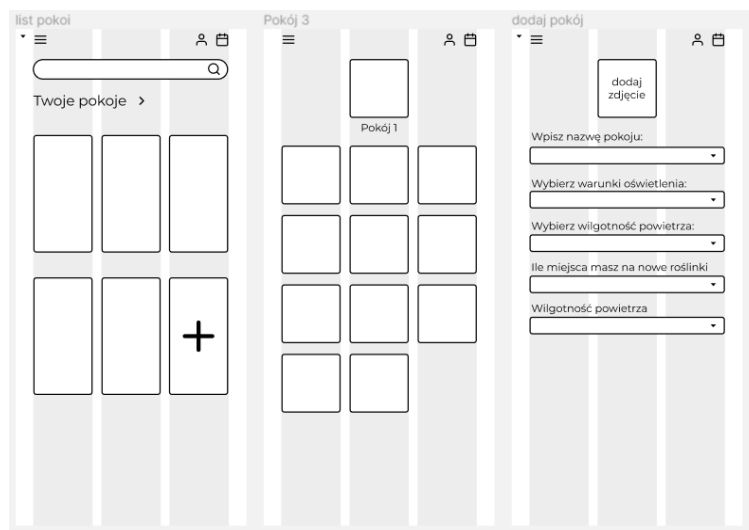 list pokoi
Twoje pokoje >
Pokój 3
Pokój 1
dodaj pokój
dodaj
zdjęcie
Wpisz nazwę pokoju:
Wybierz warunki oświetlenia:
Wybierz wilgotność powietrza:
Ile miejsca masz na nowe roślinki
Wilgotność powietrza